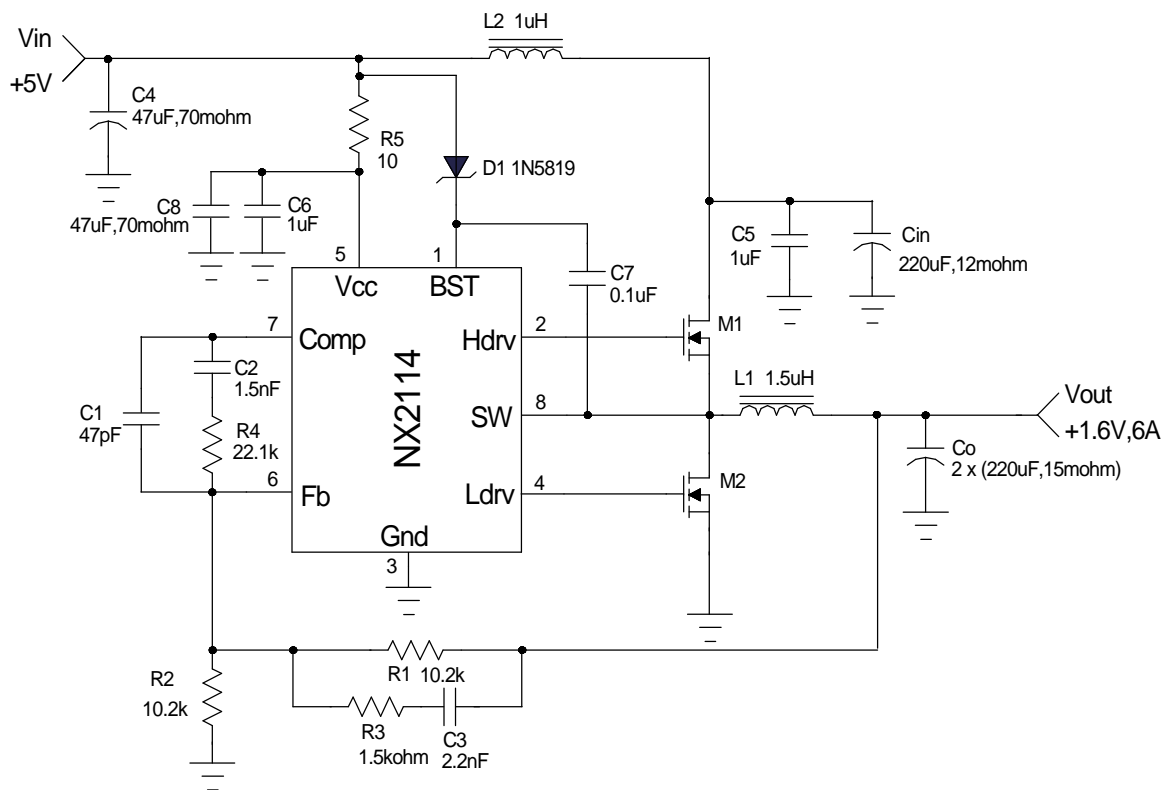 L2 1uH
Vin
+5V
C4
47uF,70mohm
R5
10
D1 1N5819
C8
47uF,70mohm
C6
1uF
C5
1uF
Cin
220uF,12mohm
C7
0.1uF
5
1
Vcc
BST
7
Comp
Hdrv
2
M1
C2
1.5nF
C1
47pF
R4
22.1k
NX2114
SW
8
L1 1.5uH
Vout
+1.6V,6A
Co
2 x (220uF,15mohm)
6
Fb
Ldrv
4
M2
Gnd
3
R1 10.2k
R2
10.2k
R3
1.5kohm
C3
2.2nF